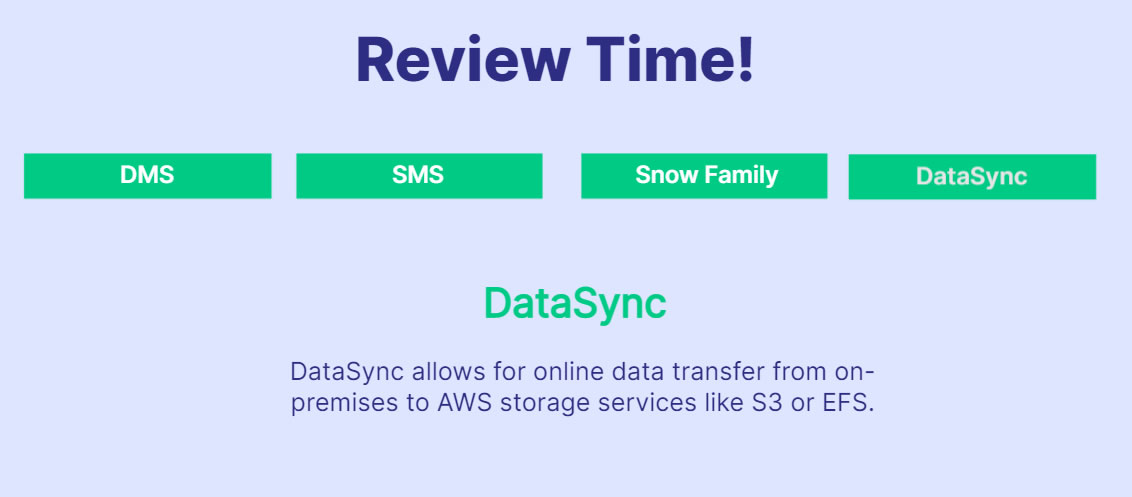 Review Time!
DMS
SMS
Snow Family
DataSync
DataSync
DataSync allows for online data transfer from on-
premises to AWS storage services like S3 or EFS.